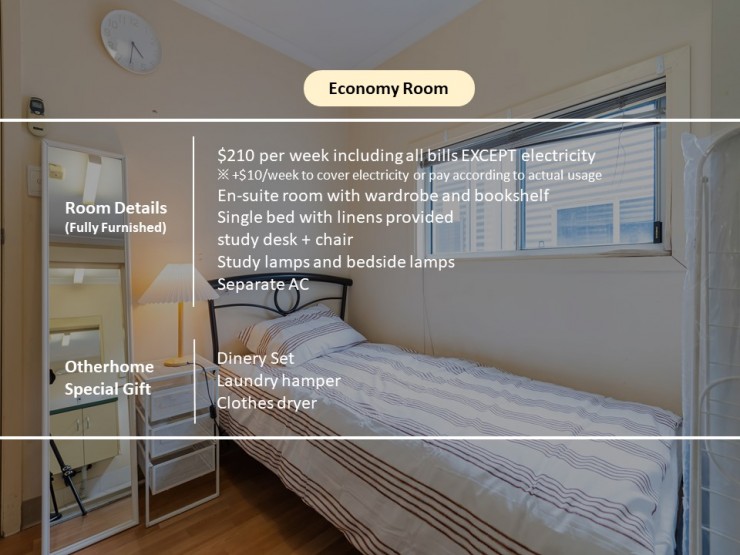 Economy Room
Room Details
(Fully Furnished)
$210 per week including all bills EXCEPT electricity
※ +$10/week to cover electricity or pay according to actual usage
En-suite room with wardrobe and bookshelf
Single bed with linens provided
study desk + chair
Study lamps and bedside lamps
Separate AC
Otherhome
Special Gift
Dinery Set
Laundry hamper
Clothes dryer